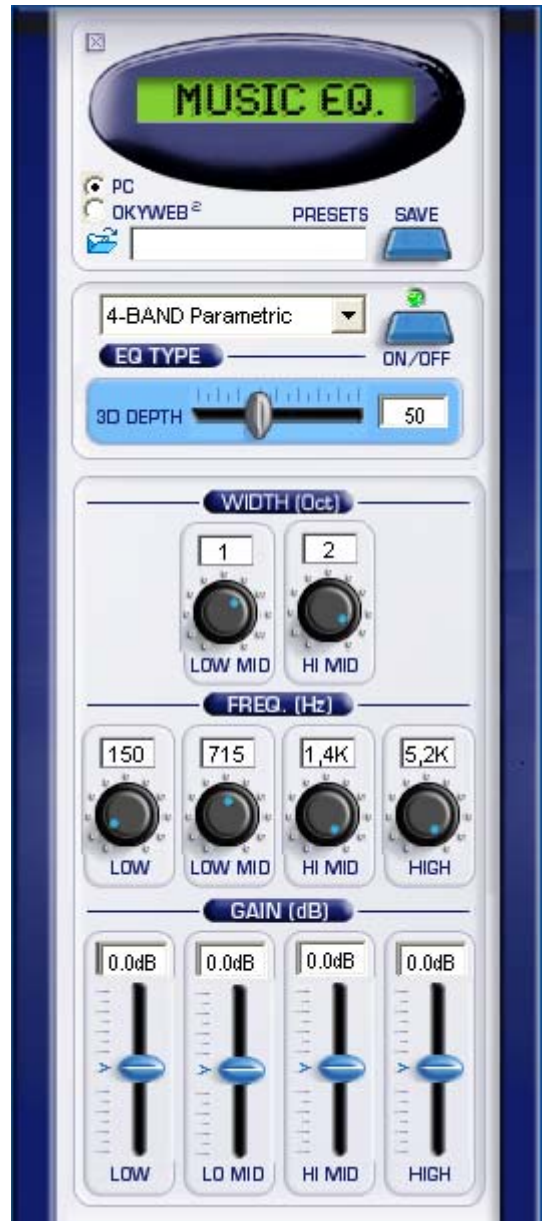 MUSIC EQ.
PC
OKYWEB²
PRESETS SAVE
4-BAND Parametric
EQ TYPE
ON/OFF
3D DEPTH
50
WIDTH (Oct)
1 2
LOW MID HI MID
FREQ. (Hz)
150 715 1,4K 5,2K
LOW LOW MID HI MID HIGH
GAIN (dB)
0.0dB 0.0dB 0.0dB 0.0dB
LOW LO MID HI MID HIGH